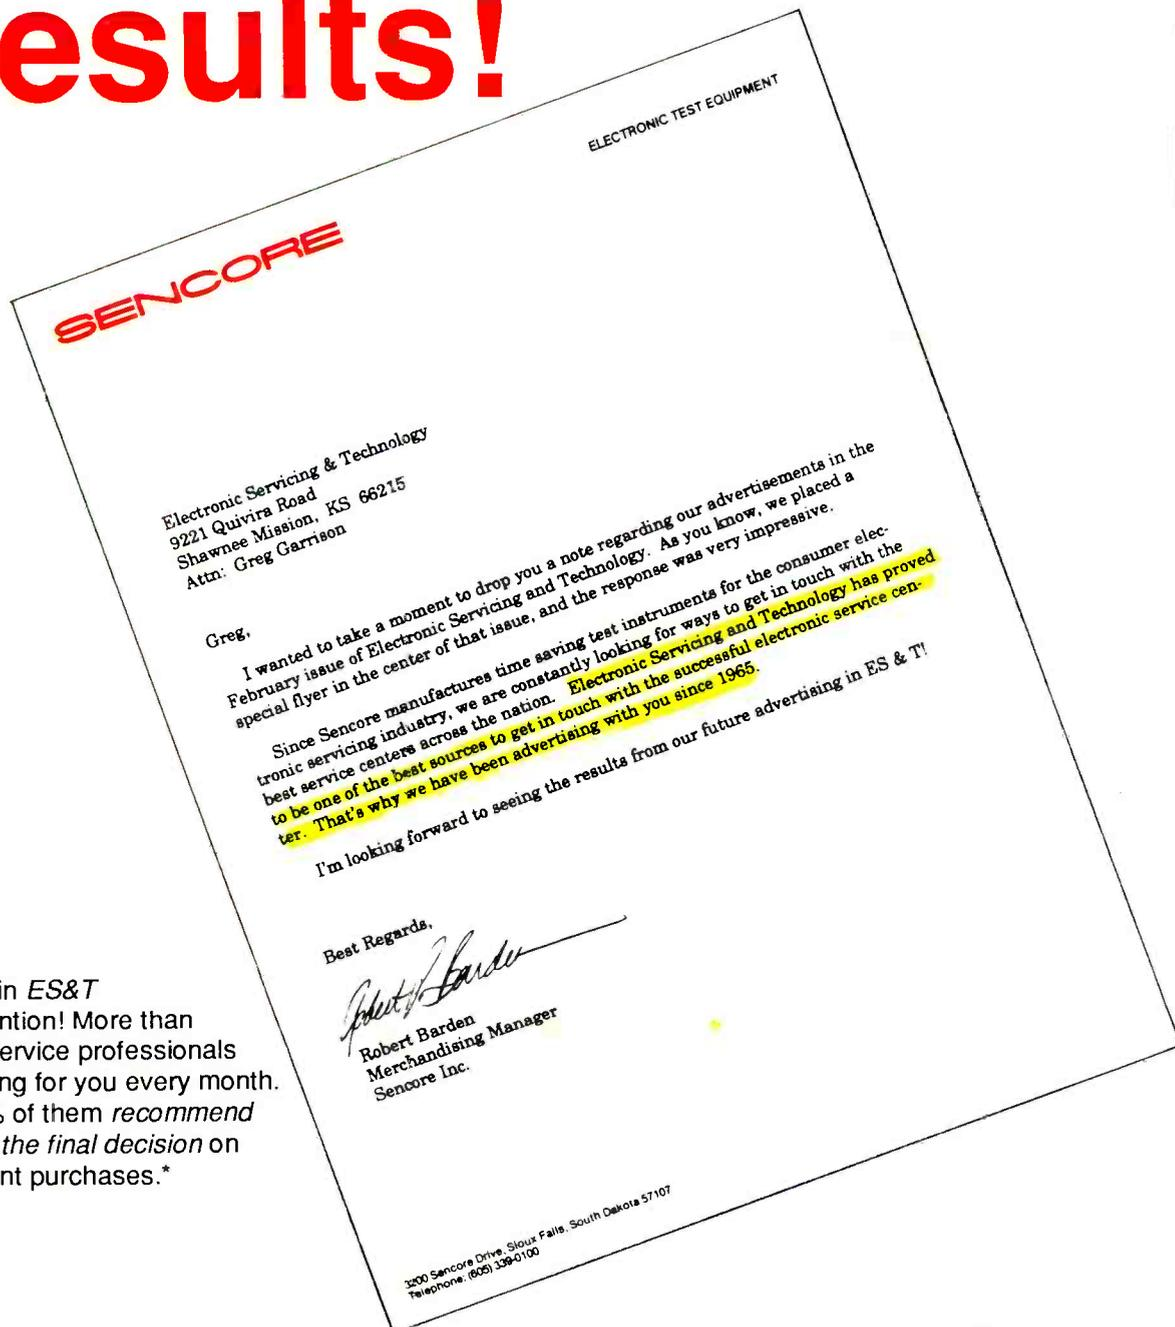 esults!
ELECTRONIC TEST EQUIPMENT
SENCORE
Electronic Servicing & Technology
9221 Quivira Road
Shawnee Mission, KS 66215
Attn: Greg Garrison
Greg,
I wanted to take a moment to drop you a note regarding our advertisements in the
February issue of Electronic Servicing and Technology. As you know, we placed a
special flyer in the center of that issue, and the response was very impressive.
Since Sencore manufactures time saving test instruments for the consumer elec-
tronic servicing industry, we are constantly looking for ways to get in touch with the
best service centers across the nation. Electronic Servicing and Technology has proved
to be one of the best sources to get in touch with the successful electronic service cen-
ter. That's why we have been advertising with you since 1965.
I'm looking forward to seeing the results from our future advertising in ES & T!
Best Regards,
Robert Barden
Robert Barden
Merchandising Manager
Sencore Inc.
3200 Sencore Drive, Sioux Falls, South Dakota 57107
Telephone: (605) 339-0100
in ES&T
ntion! More than
ervice professionals
ng for you every month.
% of them recommend
the final decision on
nt purchases.*